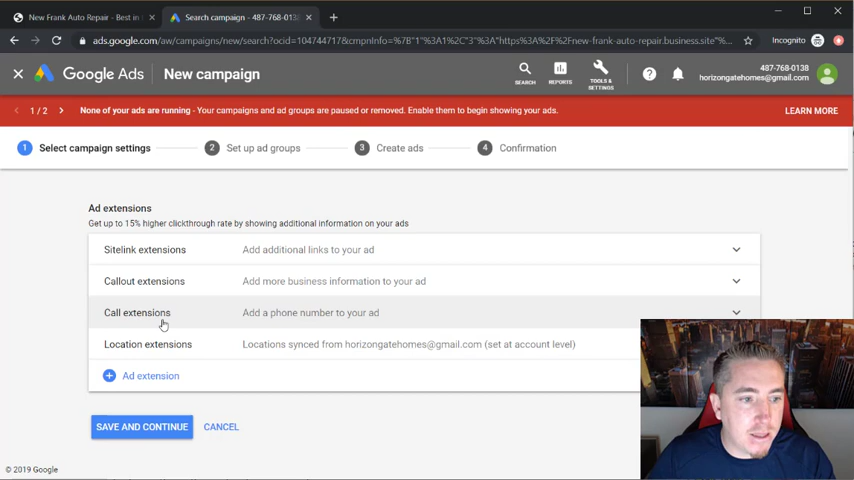 New Frank Auto Repair - Best in S
Search campaign - 487-768-013
ads.google.com/aw/campaigns/new/search?ocid=104744717&cmpnInfo=%7B"1"%3A1%2C"3"%3A"https%3A%2F%2Fnew-frank-auto-repair.business.site"%...
Incognito
Google Ads
New campaign
SEARCH
REPORTS
TOOLS & SETTINGS
487-768-0138
horizongatehomes@gmail.com
1 / 2
None of your ads are running - Your campaigns and ad groups are paused or removed. Enable them to begin showing your ads.
LEARN MORE
1 Select campaign settings
2 Set up ad groups
3 Create ads
4 Confirmation
Ad extensions
Get up to 15% higher clickthrough rate by showing additional information on your ads
Sitelink extensions Add additional links to your ad
Callout extensions Add more business information to your ad
Call extensions Add a phone number to your ad
Location extensions Locations synced from horizongatehomes@gmail.com (set at account level)
Ad extension
SAVE AND CONTINUE
CANCEL
© 2019 Google